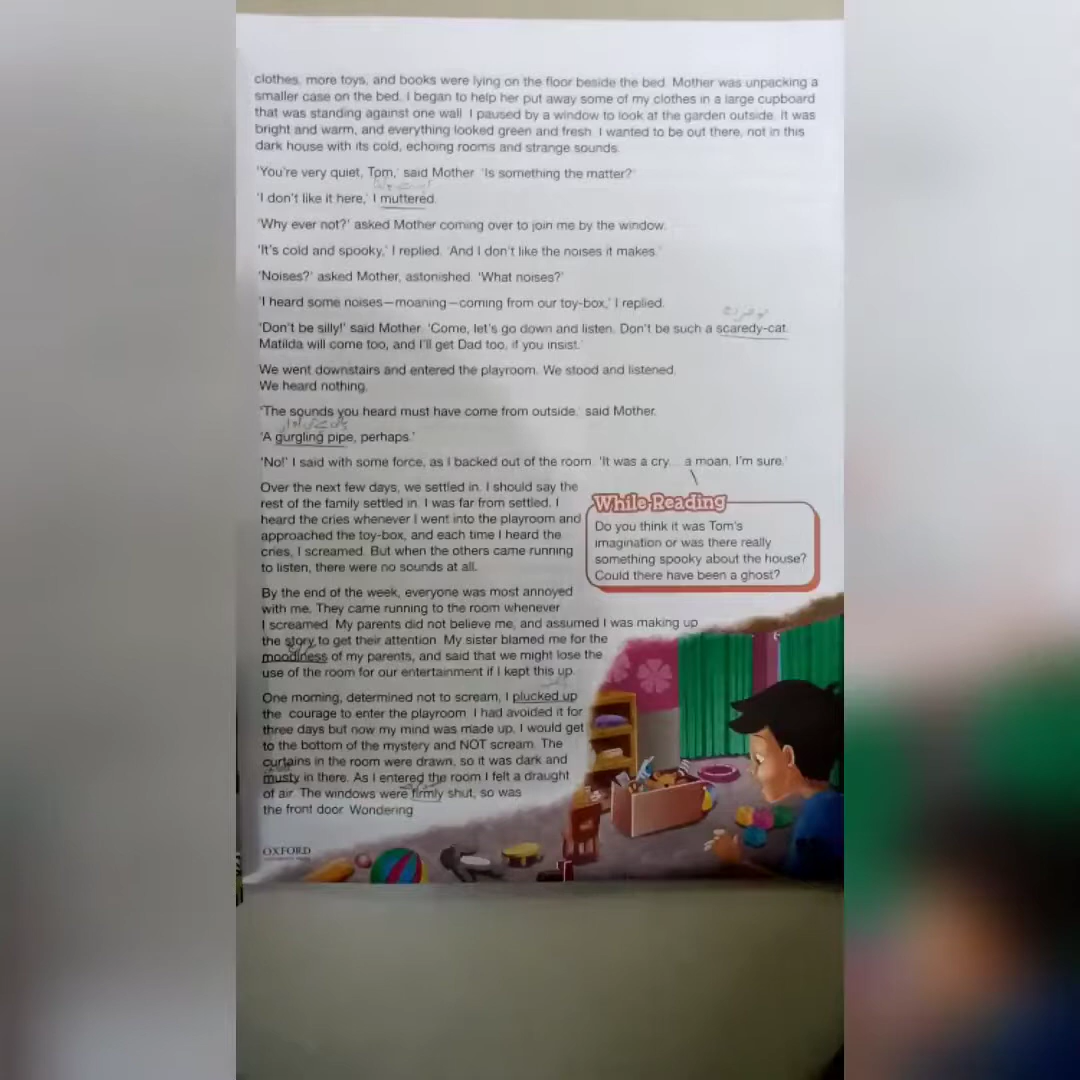 clothes, more toys, and books were lying on the floor beside the bed. Mother was unpacking a
smaller case on the bed. I began to help her put away some of my clothes in a large cupboard
that was standing against one wall. I paused by a window to look at the garden outside. It was
bright and warm, and everything looked green and fresh. I wanted to be out there, not in this
dark house with its cold, echoing rooms and strange sounds.
'You're very quiet, Tom,' said Mother. 'Is something the matter?'
'I don't like it here,' I muttered.
'Why ever not?' asked Mother coming over to join me by the window.
'It's cold and spooky,' I replied. 'And I don't like the noises it makes.'
'Noises?' asked Mother, astonished. 'What noises?'
'I heard some noises—moaning—coming from our toy-box,' I replied.
'Don't be silly!' said Mother. 'Come, let's go down and listen. Don't be such a scaredy-cat.
Matilda will come too, and I'll get Dad too, if you insist.'
We went downstairs and entered the playroom. We stood and listened.
We heard nothing.
'The sounds you heard must have come from outside,' said Mother.
'A gurgling pipe, perhaps.'
'No!' I said with some force, as I backed out of the room. 'It was a cry... a moan, I'm sure.'
Over the next few days, we settled in. I should say the
rest of the family settled in. I was far from settled. I
heard the cries whenever I went into the playroom and
approached the toy-box, and each time I heard the
cries, I screamed. But when the others came running
to listen, there were no sounds at all.
While Reading
Do you think it was Tom's
imagination or was there really
something spooky about the house?
Could there have been a ghost?
By the end of the week, everyone was most annoyed
with me. They came running to the room whenever
I screamed. My parents did not believe me, and assumed I was making up
the story to get their attention. My sister blamed me for the
moodiness of my parents, and said that we might lose the
use of the room for our entertainment if I kept this up.
One morning, determined not to scream, I plucked up
the courage to enter the playroom. I had avoided it for
three days but now my mind was made up. I would get
to the bottom of the mystery and NOT scream. The
curtains in the room were drawn, so it was dark and
musty in there. As I entered the room I felt a draught
of air. The windows were firmly shut, so was
the front door. Wondering
OXFORD